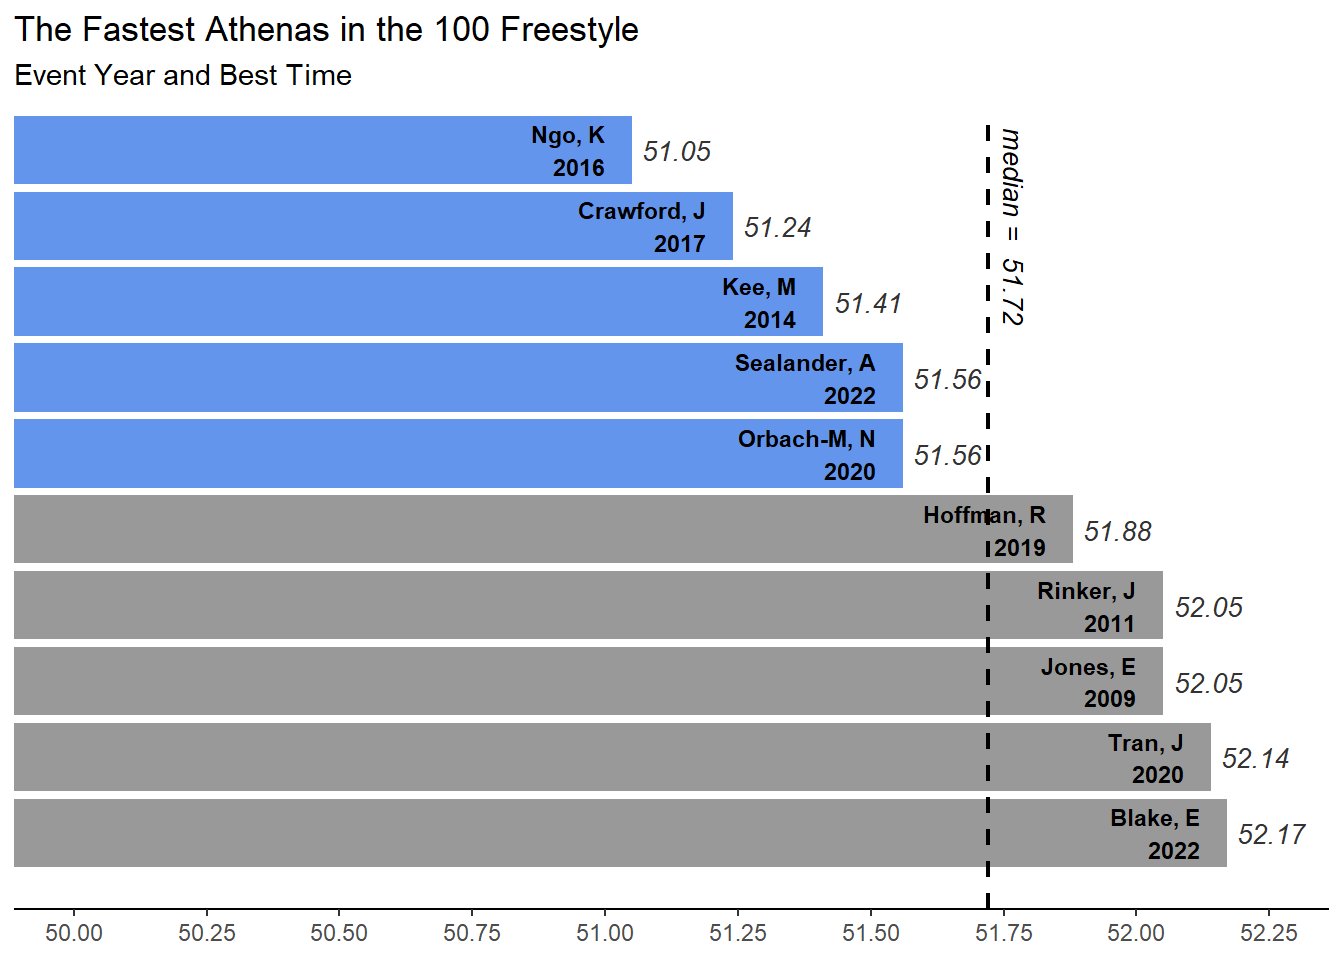 The Fastest Athenas in the 100 Freestyle
Event Year and Best Time
Ngo, K
2016
51.05
Crawford, J
2017
51.24
Kee, M
2014
51.41
Sealander, A
2022
51.56
Orbach-M, N
2020
51.56
Hoffman, R
2019
51.88
Rinker, J
2011
52.05
Jones, E
2009
52.05
Tran, J
2020
52.14
Blake, E
2022
52.17
median = 51.72
50.00 50.25 50.50 50.75 51.00 51.25 51.50 51.75 52.00 52.25